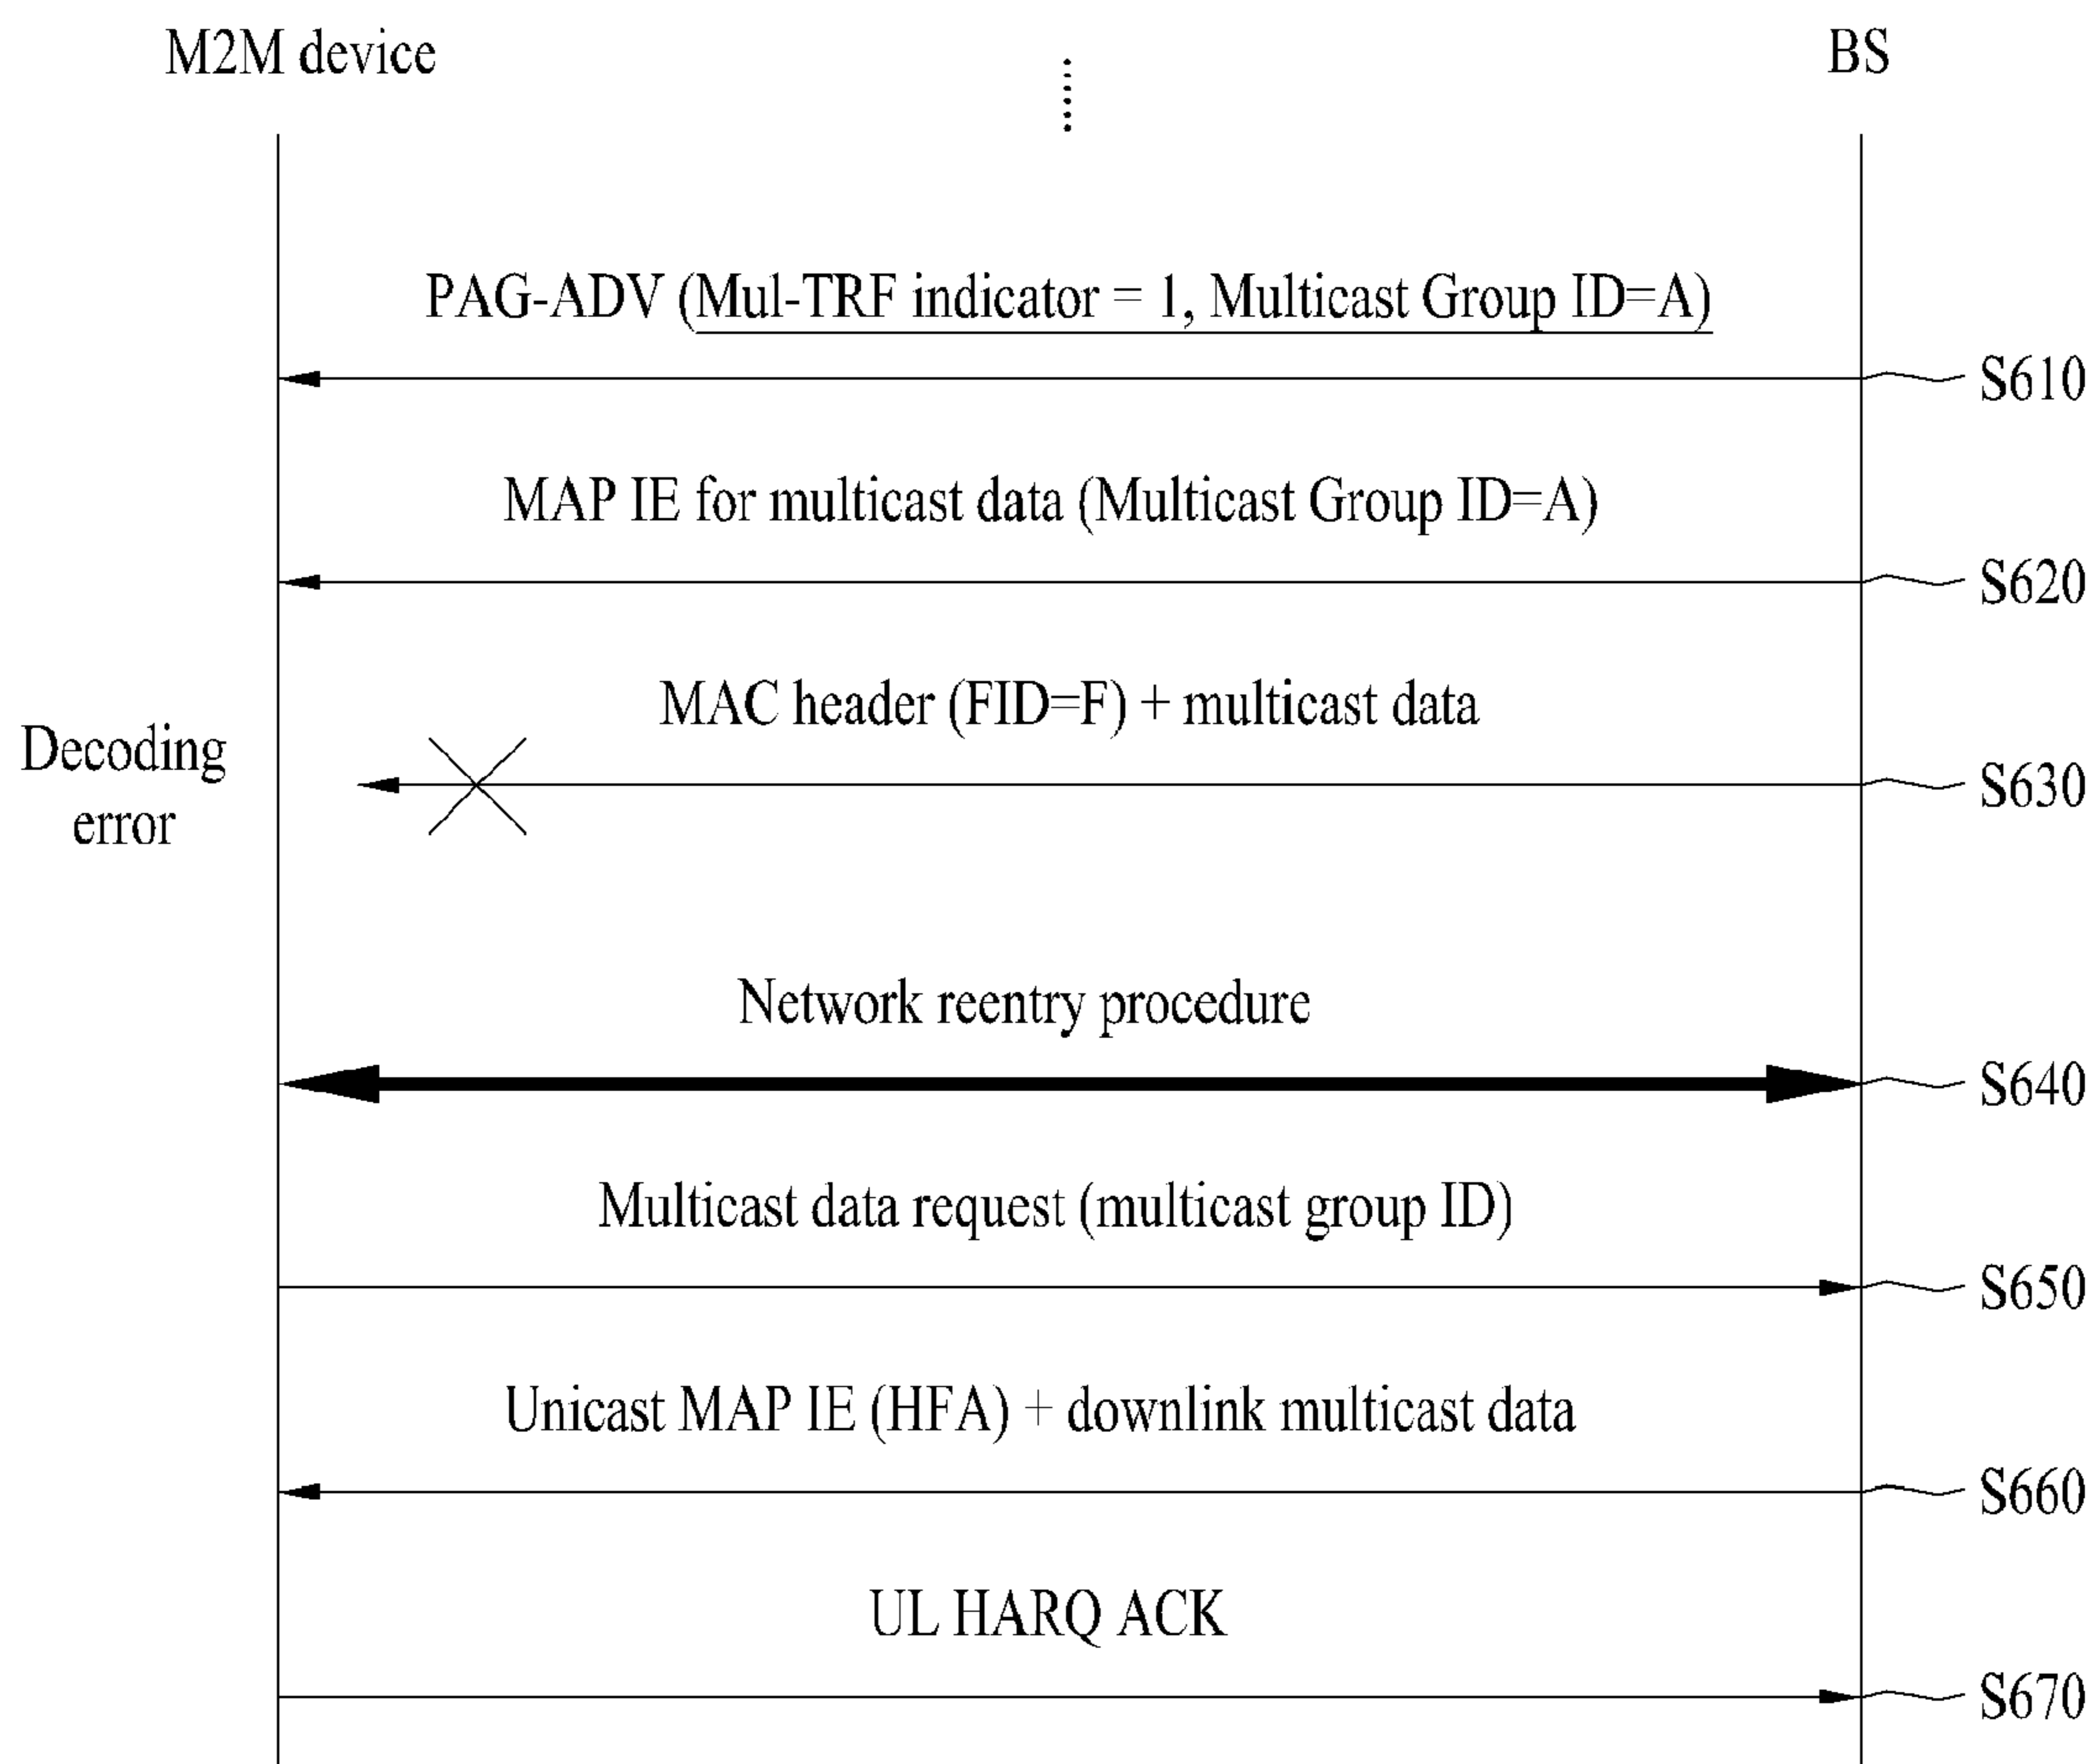 M2M device
BS
PAG-ADV (Mul-TRF indicator = 1, Multicast Group ID=A)
S610
MAP IE for multicast data (Multicast Group ID=A)
S620
MAC header (FID=F) + multicast data
Decoding
error
S630
Network reentry procedure
S640
Multicast data request (multicast group ID)
S650
Unicast MAP IE (HFA) + downlink multicast data
S660
UL HARQ ACK
S670